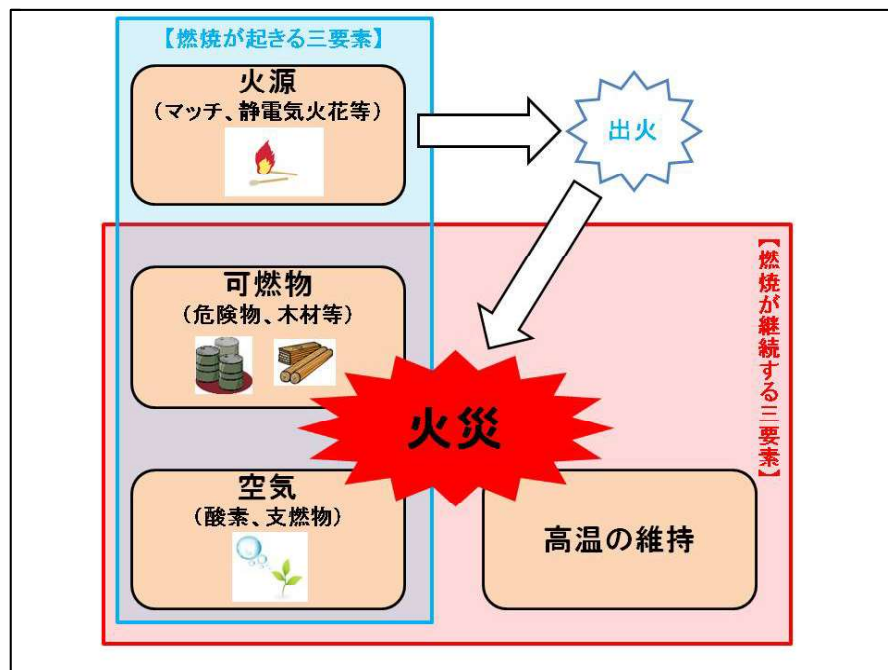 【燃焼が起きる三要素】
火源
（マッチ、静電気火花等）
出火
可燃物
（危険物、木材等）
火災
空気
（酸素、支燃物）
高温の維持
【燃焼が継続する三要素】